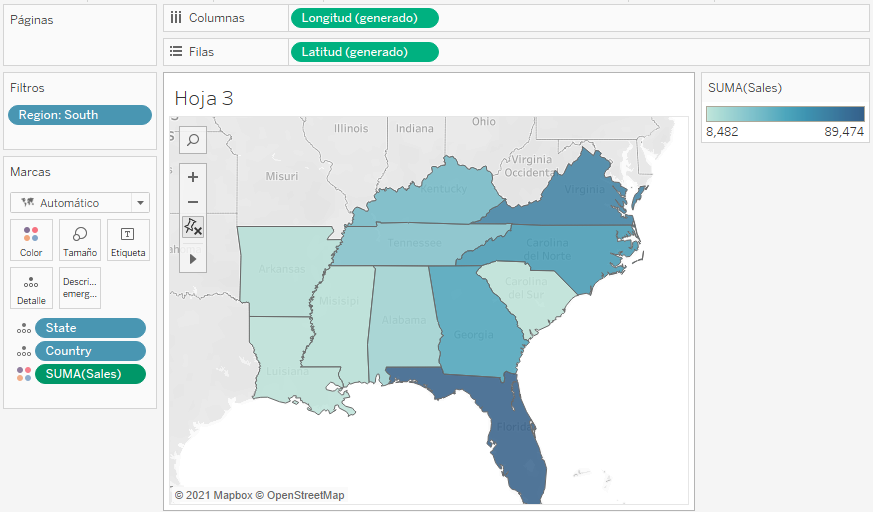 Páginas
Columnas
Longitud (generado)
Filas
Latitud (generado)
Filtros
Region: South
Marcas
Automático
Color
Tamaño
Etiqueta
Detalle
Descri...
emerg...
State
Country
SUMA(Sales)
Hoja 3
Illinois
Indiana
Ohio
Misuri
Virginia
Occidental
Kentucky
Virginia
Tennessee
Carolina
del Norte
Arkansas
Carolina
del Sur
Misisipi
Alabama
Georgia
Luisiana
Florida
© 2021 Mapbox © OpenStreetMap
SUMA(Sales)
8,482
89,474